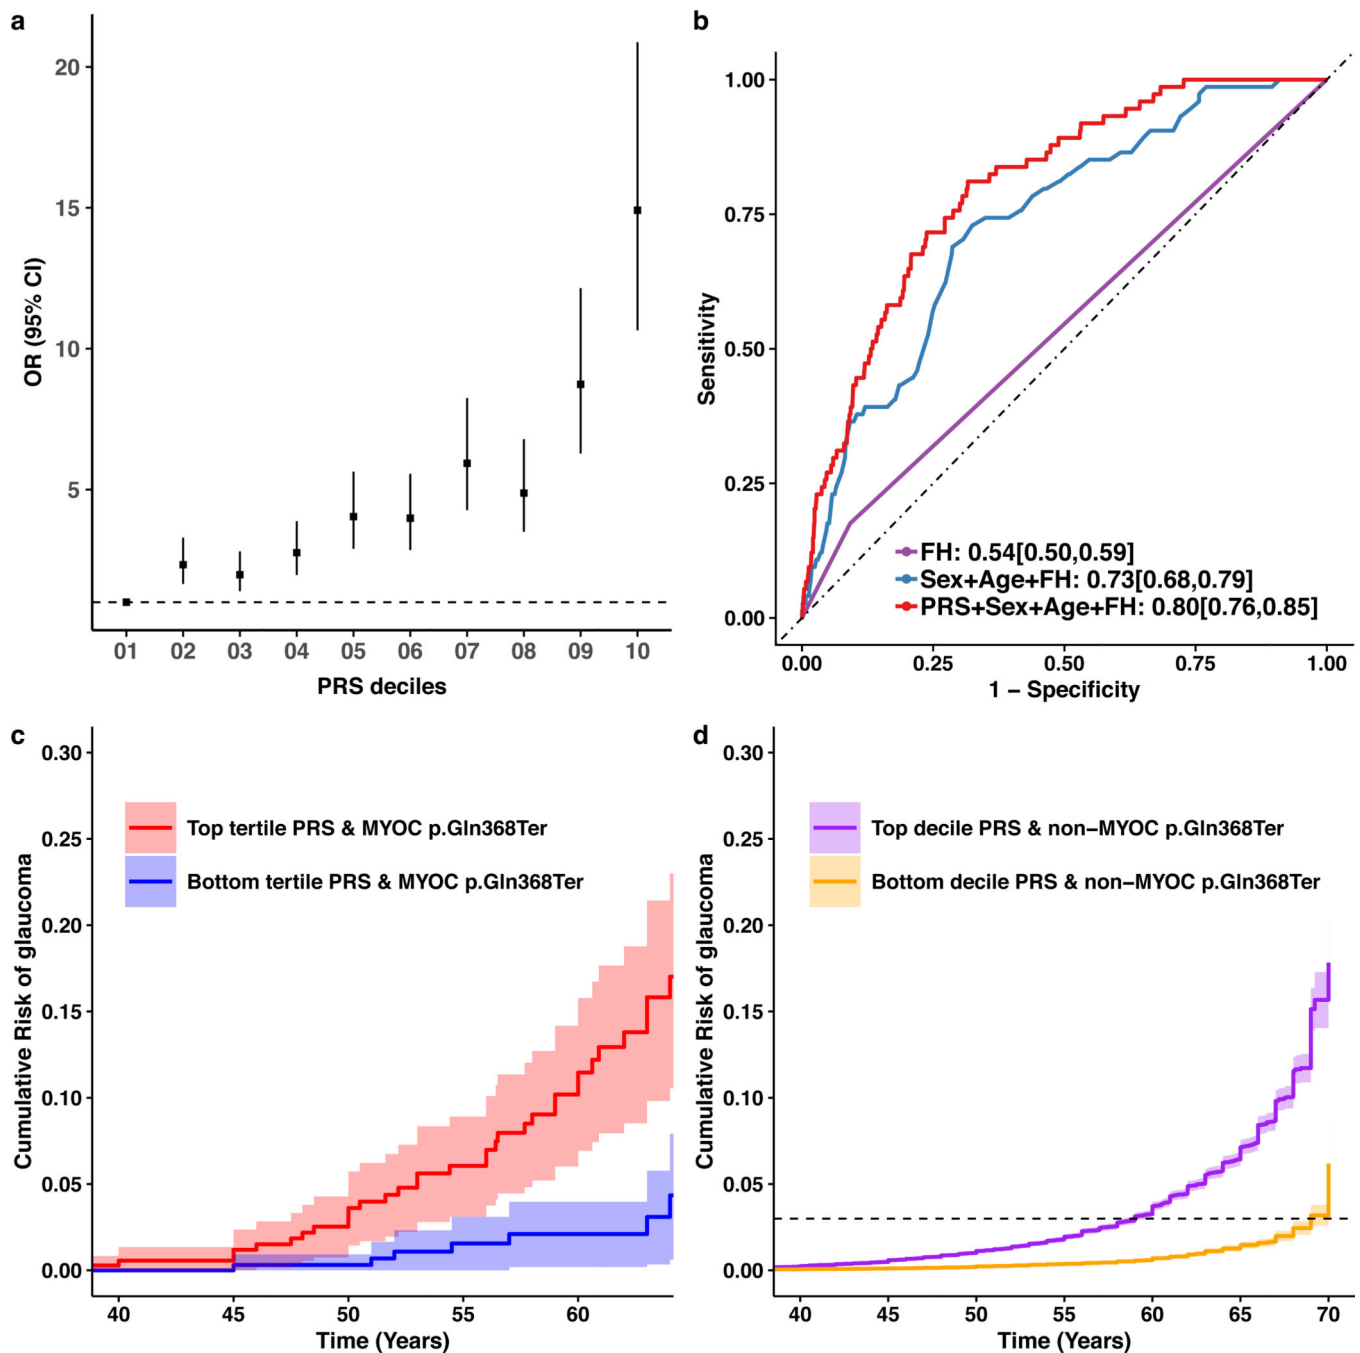 a
OR (95% CI)
20
15
10
5
01 02 03 04 05 06 07 08 09 10
PRS deciles
b
Sensitivity
1.00
0.75
0.50
0.25
0.00
FH: 0.54[0.50,0.59]
Sex+Age+FH: 0.73[0.68,0.79]
PRS+Sex+Age+FH: 0.80[0.76,0.85]
0.00 0.25 0.50 0.75 1.00
1 − Specificity
c
Cumulative Risk of glaucoma
0.30
0.25
0.20
0.15
0.10
0.05
0.00
Top tertile PRS & MYOC p.Gln368Ter
Bottom tertile PRS & MYOC p.Gln368Ter
40 45 50 55 60
Time (Years)
d
Cumulative Risk of glaucoma
0.30
0.25
0.20
0.15
0.10
0.05
0.00
Top decile PRS & non−MYOC p.Gln368Ter
Bottom decile PRS & non−MYOC p.Gln368Ter
40 45 50 55 60 65 70
Time (Years)